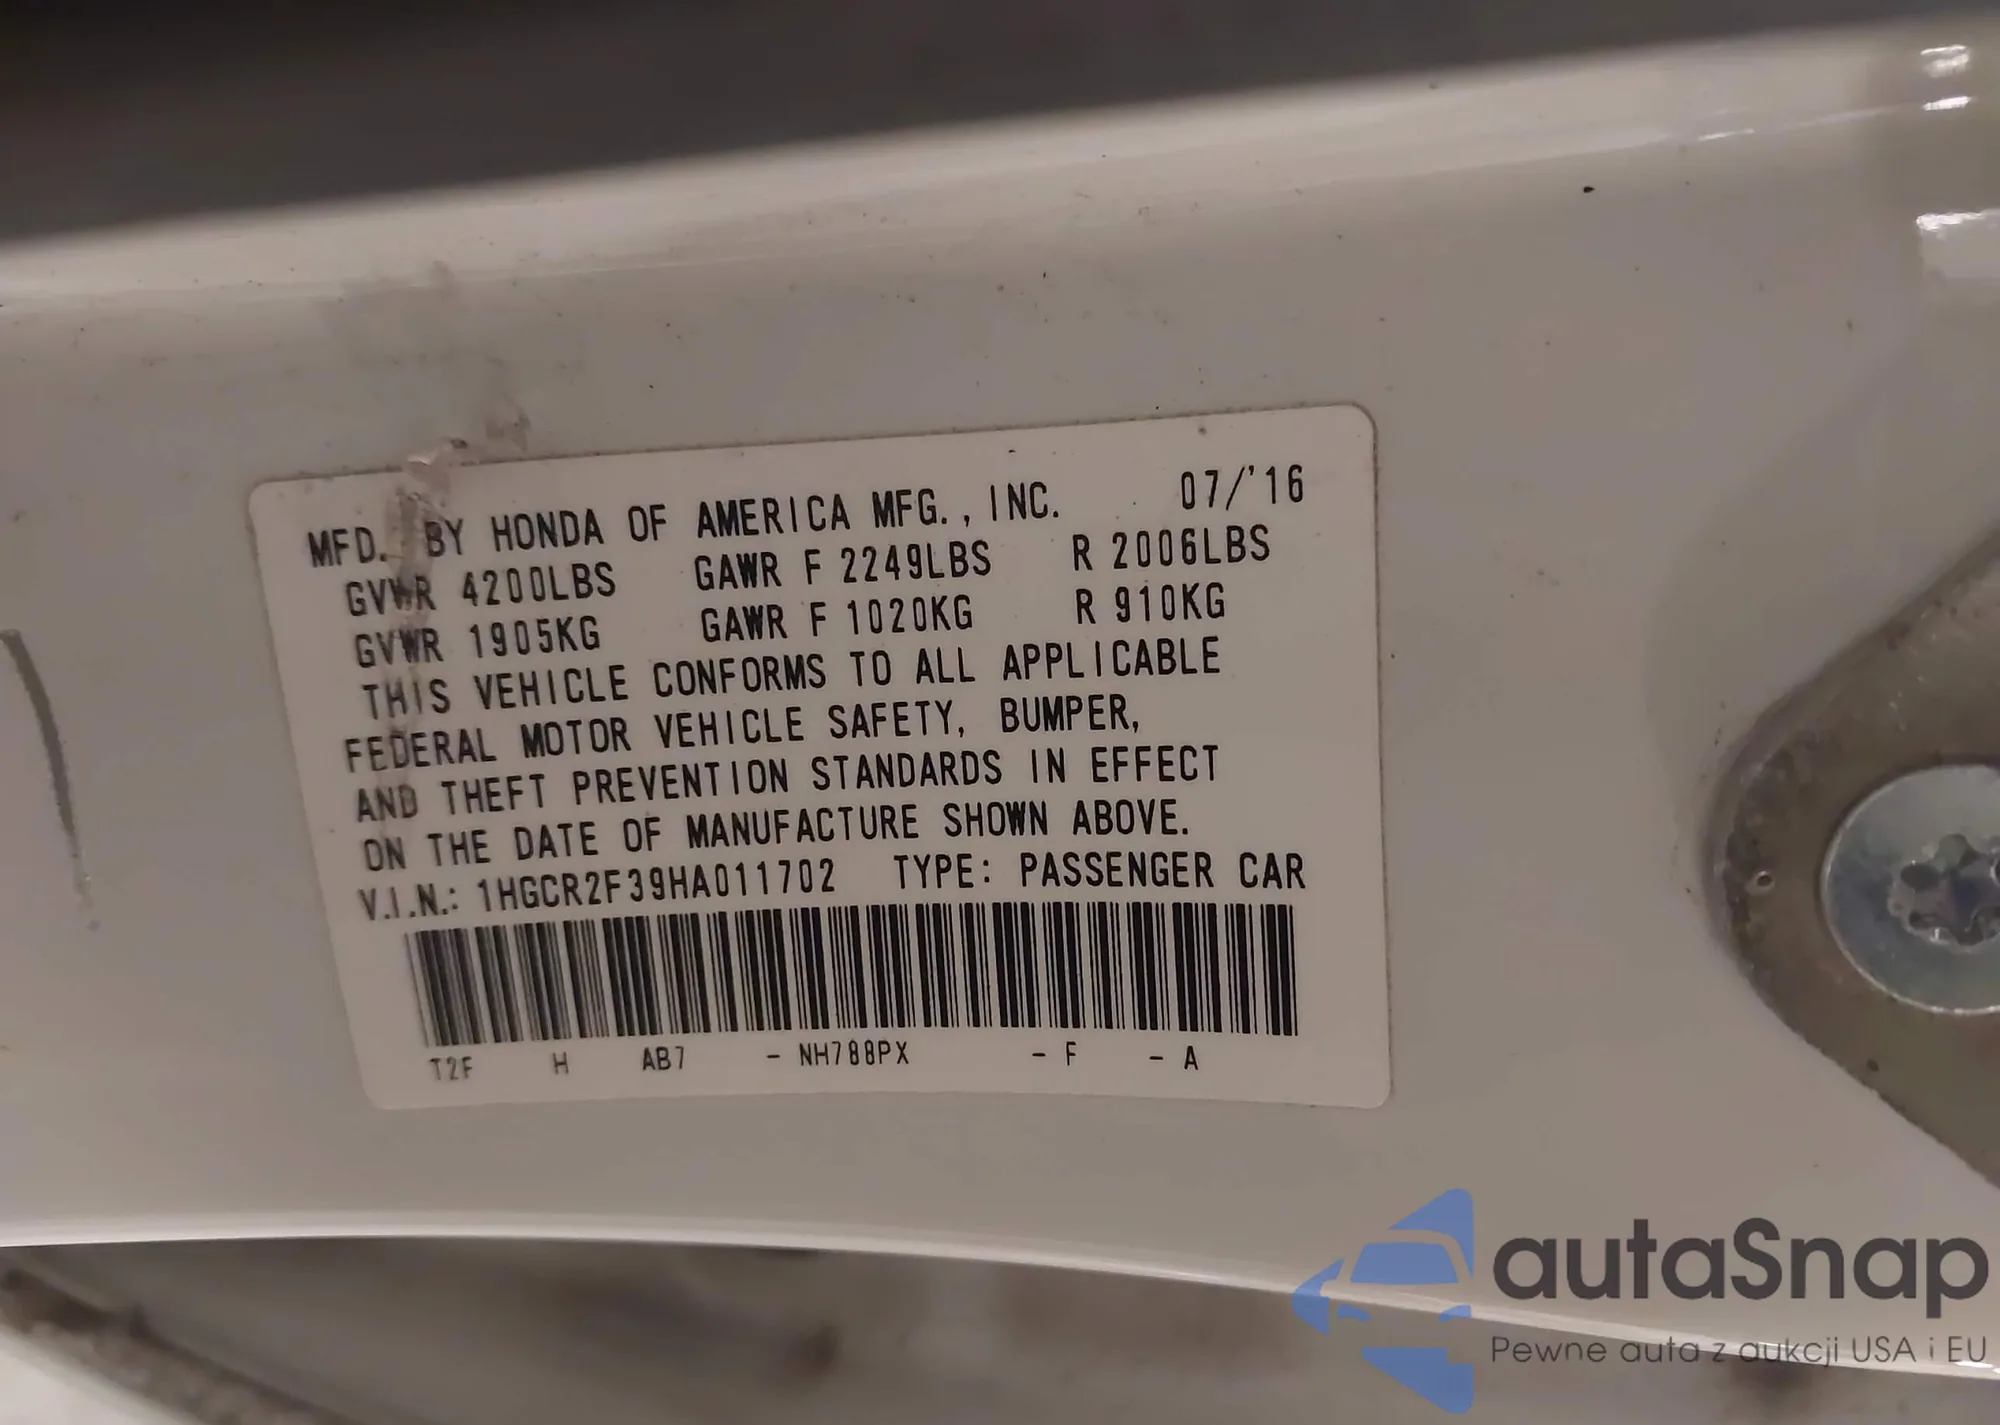 MFD. BY HONDA OF AMERICA MFG., INC. 07/'16
GVWR 4200LBS GAWR F 2249LBS R 2006LBS
GVWR 1905KG GAWR F 1020KG R 910KG
THIS VEHICLE CONFORMS TO ALL APPLICABLE
FEDERAL MOTOR VEHICLE SAFETY, BUMPER,
AND THEFT PREVENTION STANDARDS IN EFFECT
ON THE DATE OF MANUFACTURE SHOWN ABOVE.
V.I.N.: 1HGCR2F39HA011702 TYPE: PASSENGER CAR
T2F H AB7 - NH788PX - F - A
autaSnap
Pewne auta z aukcji USA i EU